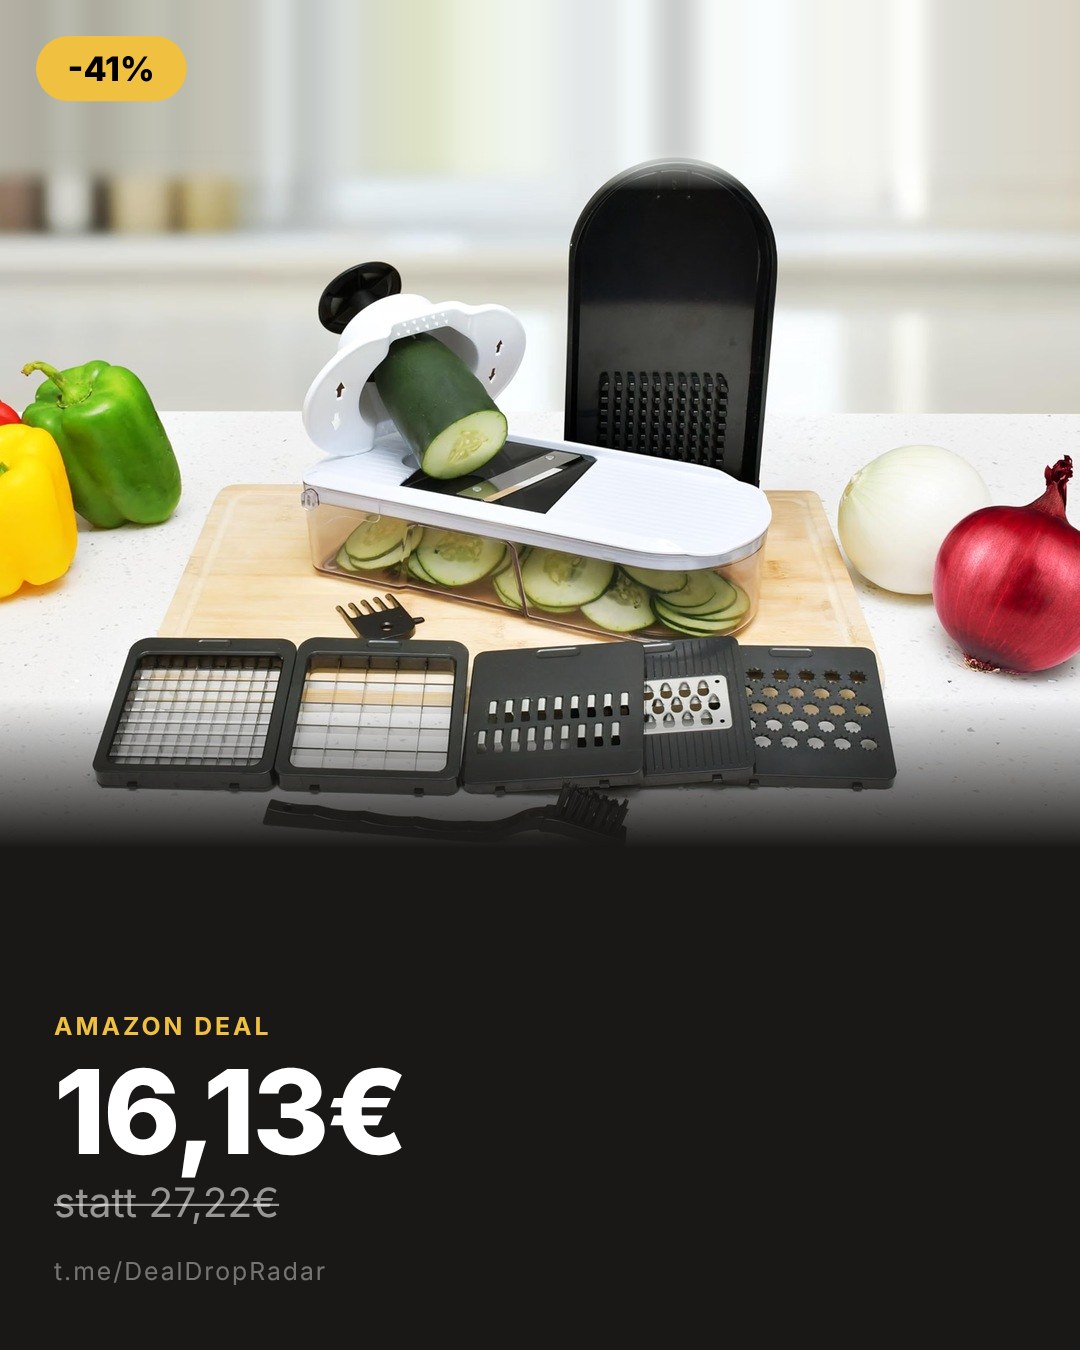 -41%
AMAZON DEAL
16,13€
statt 27,22€
t.me/DealDropRadar